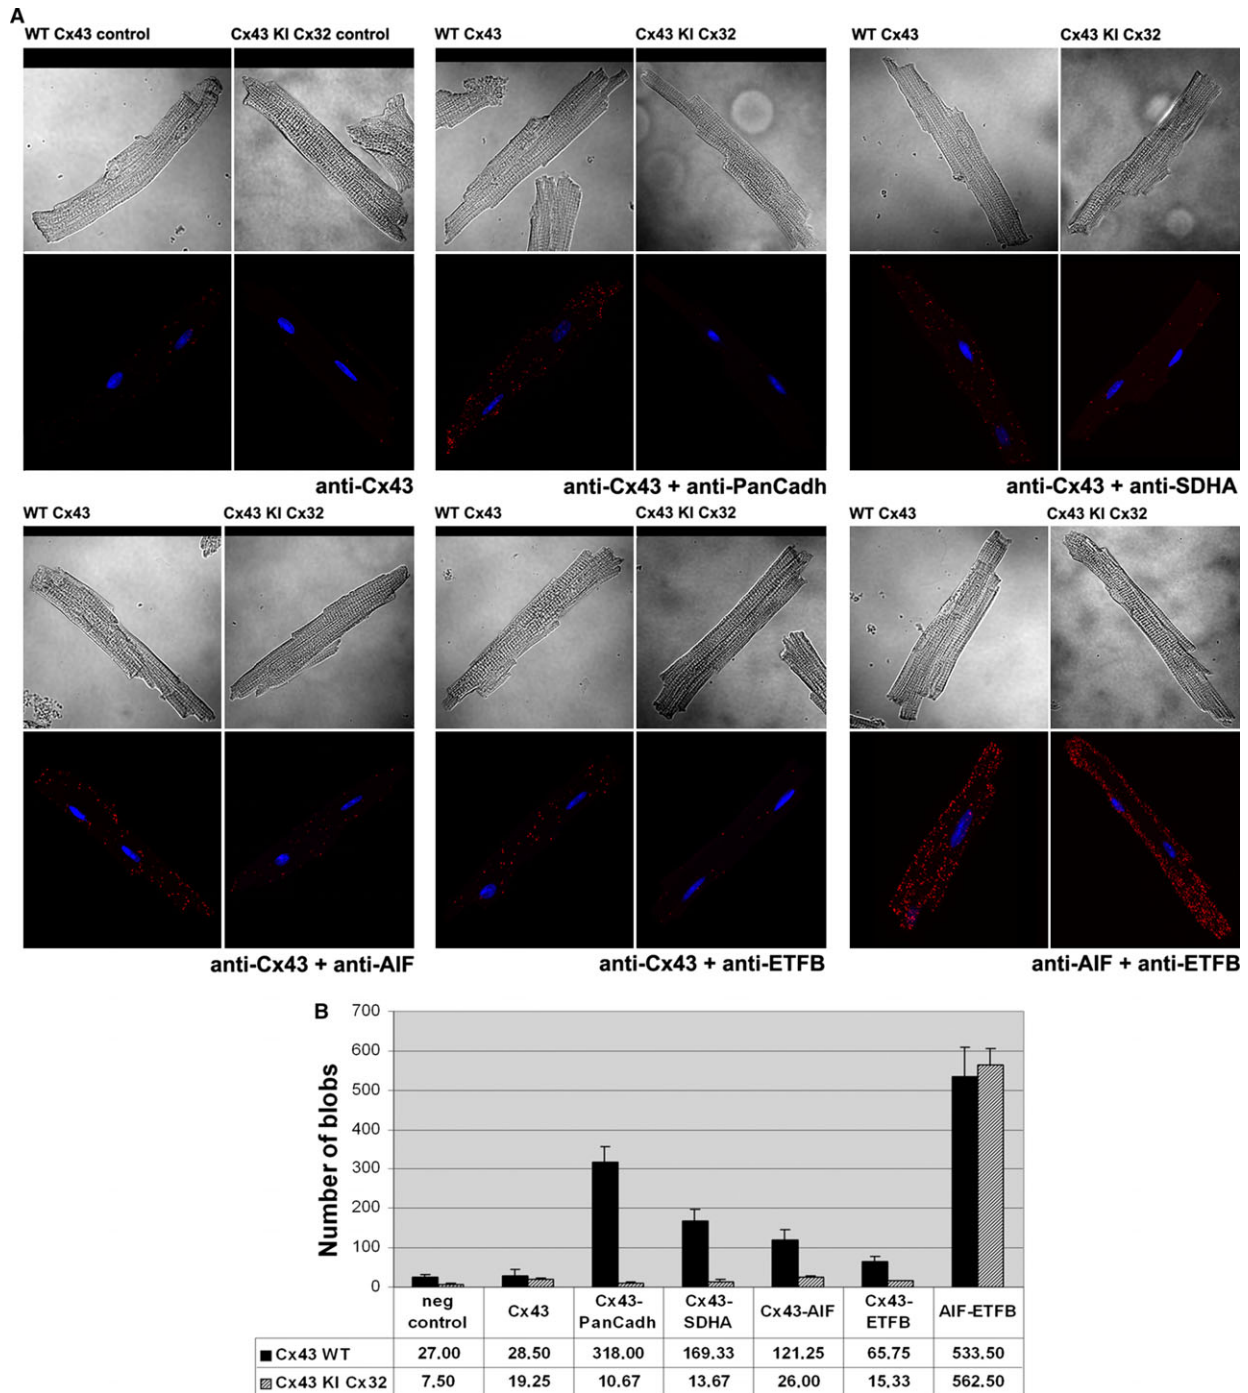 A
WT Cx43 control
Cx43 KI Cx32 control
WT Cx43
Cx43 KI Cx32
WT Cx43
Cx43 KI Cx32
anti-Cx43
anti-Cx43 + anti-PanCadh
anti-Cx43 + anti-SDHA
WT Cx43
Cx43 KI Cx32
WT Cx43
Cx43 KI Cx32
WT Cx43
Cx43 KI Cx32
anti-Cx43 + anti-AIF
anti-Cx43 + anti-ETFB
anti-AIF + anti-ETFB
B
Number of blobs
700
600
500
400
300
200
100
0
neg control
Cx43
Cx43-PanCadh
Cx43-SDHA
Cx43-AIF
Cx43-ETFB
AIF-ETFB
Cx43 WT 27,00 28,50 318,00 169,33 121,25 65,75 533,50
Cx43 KI Cx32 7,50 19,25 10,67 13,67 26,00 15,33 562,50